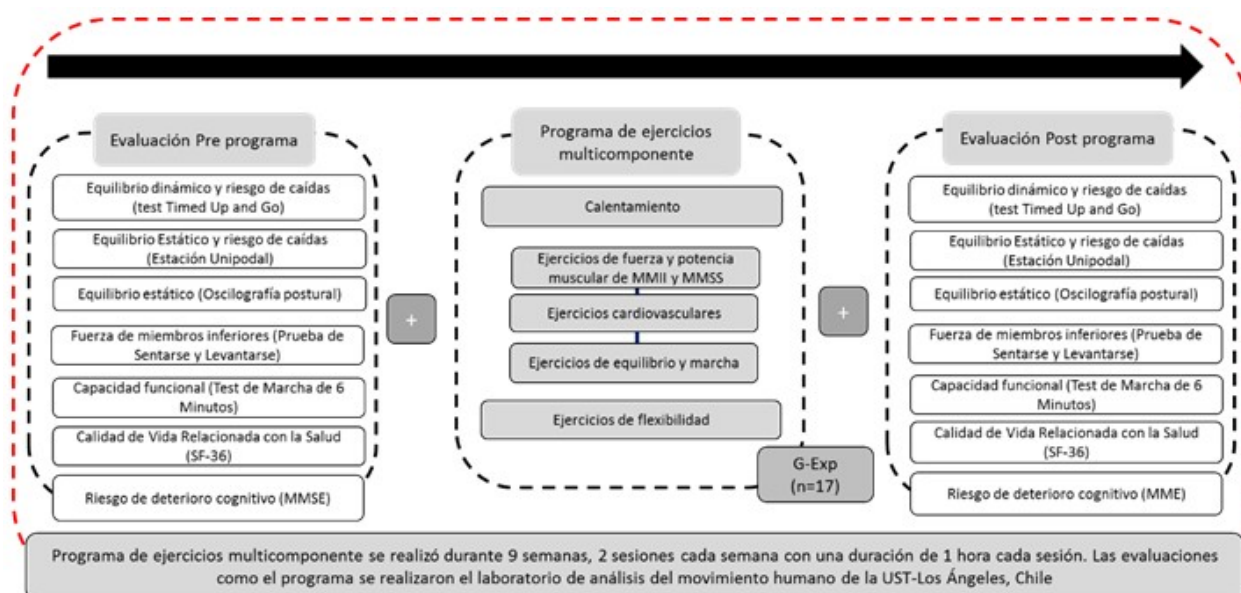 Evaluación Pre programa
Equilibrio dinámico y riesgo de caídas
(test Timed Up and Go)
Equilibrio Estático y riesgo de caídas
(Estación Unipodal)
Equilibrio estático (Oscilografía postural)
Fuerza de miembros inferiores (Prueba de
Sentarse y Levantarse)
Capacidad funcional (Test de Marcha de 6
Minutos)
Calidad de Vida Relacionada con la Salud
(SF-36)
Riesgo de deterioro cognitivo (MMSE)
+
Programa de ejercicios
multicomponente
Calentamiento
Ejercicios de fuerza y potencia
muscular de MMII y MMSS
Ejercicios cardiovasculares
Ejercicios de equilibrio y marcha
Ejercicios de flexibilidad
G-Exp
(n=17)
+
Evaluación Post programa
Equilibrio dinámico y riesgo de caídas
(test Timed Up and Go)
Equilibrio Estático y riesgo de caídas
(Estación Unipodal)
Equilibrio estático (Oscilografía postural)
Fuerza de miembros inferiores (Prueba de
Sentarse y Levantarse)
Capacidad funcional (Test de Marcha de 6
Minutos)
Calidad de Vida Relacionada con la Salud
(SF-36)
Riesgo de deterioro cognitivo (MME)
Programa de ejercicios multicomponente se realizó durante 9 semanas, 2 sesiones cada semana con una duración de 1 hora cada sesión. Las evaluaciones
como el programa se realizaron el laboratorio de análisis del movimiento humano de la UST-Los Ángeles, Chile